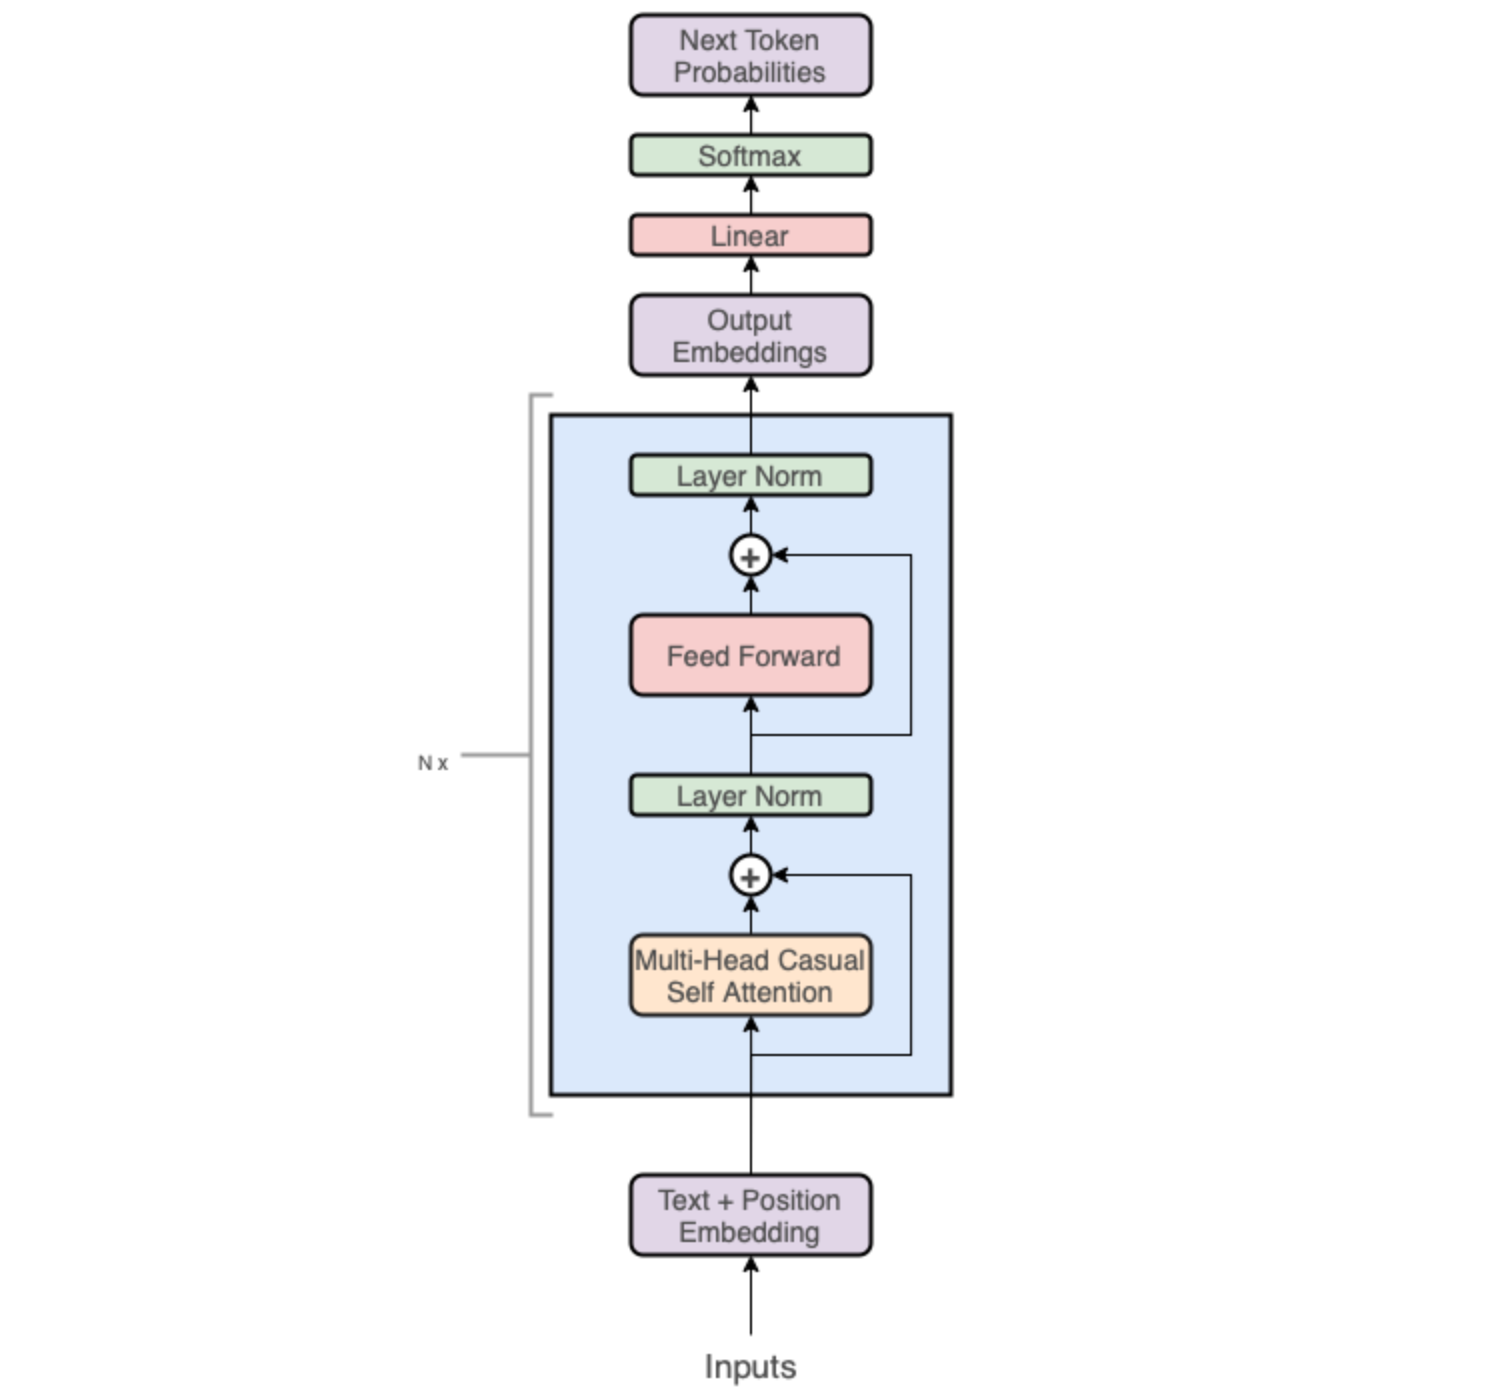 Next Token
Probabilities
Softmax
Linear
Output
Embeddings
Layer Norm
+
Feed Forward
N x
Layer Norm
+
Multi-Head Casual
Self Attention
Text + Position
Embedding
Inputs